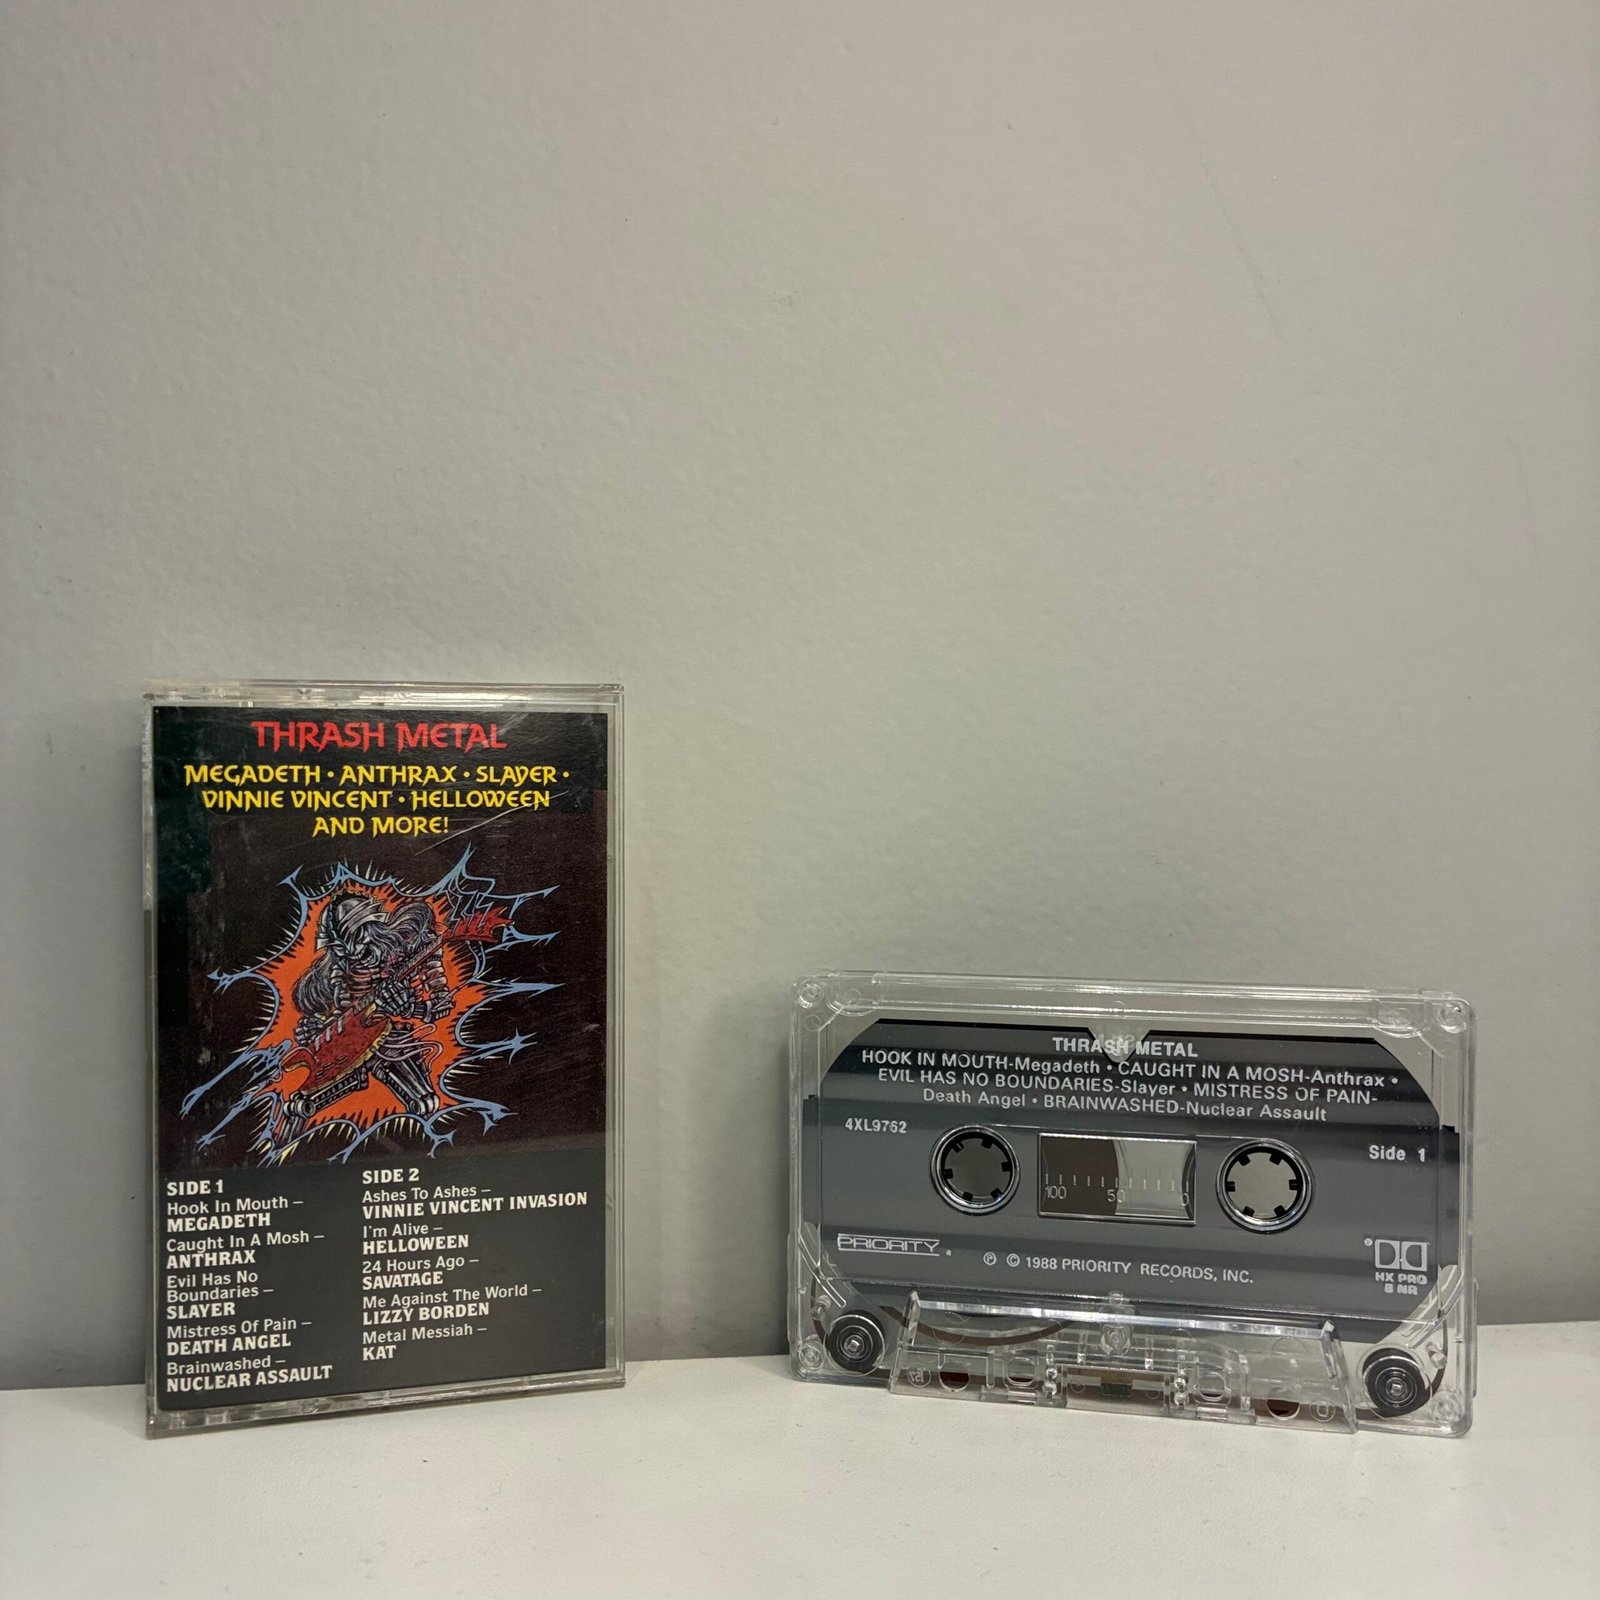 THRASH METAL
MEGADETH • ANTHRAX • SLAYER •
VINNIE VINCENT • HELLOWEEN
AND MORE!
SIDE 1
Hook In Mouth –
MEGADETH
Caught In A Mosh –
ANTHRAX
Evil Has No
Boundaries –
SLAYER
Mistress Of Pain –
DEATH ANGEL
Brainwashed –
NUCLEAR ASSAULT
SIDE 2
Ashes To Ashes –
VINNIE VINCENT INVASION
I'm Alive –
HELLOWEEN
24 Hours Ago –
SAVATAGE
Me Against The World –
LIZZY BORDEN
Metal Messiah –
KAT
THRASH METAL
HOOK IN MOUTH-Megadeth • CAUGHT IN A MOSH-Anthrax •
EVIL HAS NO BOUNDARIES-Slayer • MISTRESS OF PAIN-
Death Angel • BRAINWASHED-Nuclear Assault
4XL9762
Side 1
100 50 0
PRIORITY
℗ © 1988 PRIORITY RECORDS, INC.
HX PRO
B NR